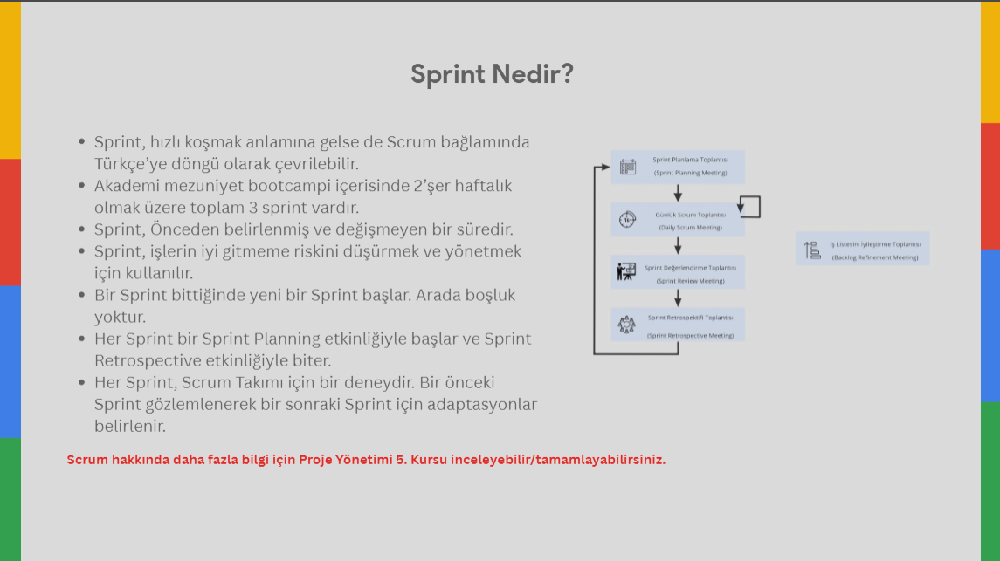 Sprint Nedir?
• Sprint, hızlı koşmak anlamına gelse de Scrum bağlamında
Türkçe’ye döngü olarak çevrilebilir.
• Akademi mezuniyet bootcampi içerisinde 2’şer haftalık
olmak üzere toplam 3 sprint vardır.
• Sprint, Önceden belirlenmiş ve değişmeyen bir süredir.
• Sprint, işlerin iyi gitmeme riskini düşürmek ve yönetmek
için kullanılır.
• Bir Sprint bittiğinde yeni bir Sprint başlar. Arada boşluk
yoktur.
• Her Sprint bir Sprint Planning etkinliğiyle başlar ve Sprint
Retrospective etkinliğiyle biter.
• Her Sprint, Scrum Takımı için bir deneydir. Bir önceki
Sprint gözlemlenerek bir sonraki Sprint için adaptasyonlar
belirlenir.
Scrum hakkında daha fazla bilgi için Proje Yönetimi 5. Kursu inceleyebilir/tamamlayabilirsiniz.
Sprint Planlama Toplantısı
(Sprint Planning Meeting)
Günlük Scrum Toplantısı
(Daily Scrum Meeting)
Sprint Değerlendirme Toplantısı
(Sprint Review Meeting)
Sprint Retrospektifi Toplantısı
(Sprint Retrospective Meeting)
İş Listesini İyileştirme Toplantısı
(Backlog Refinement Meeting)